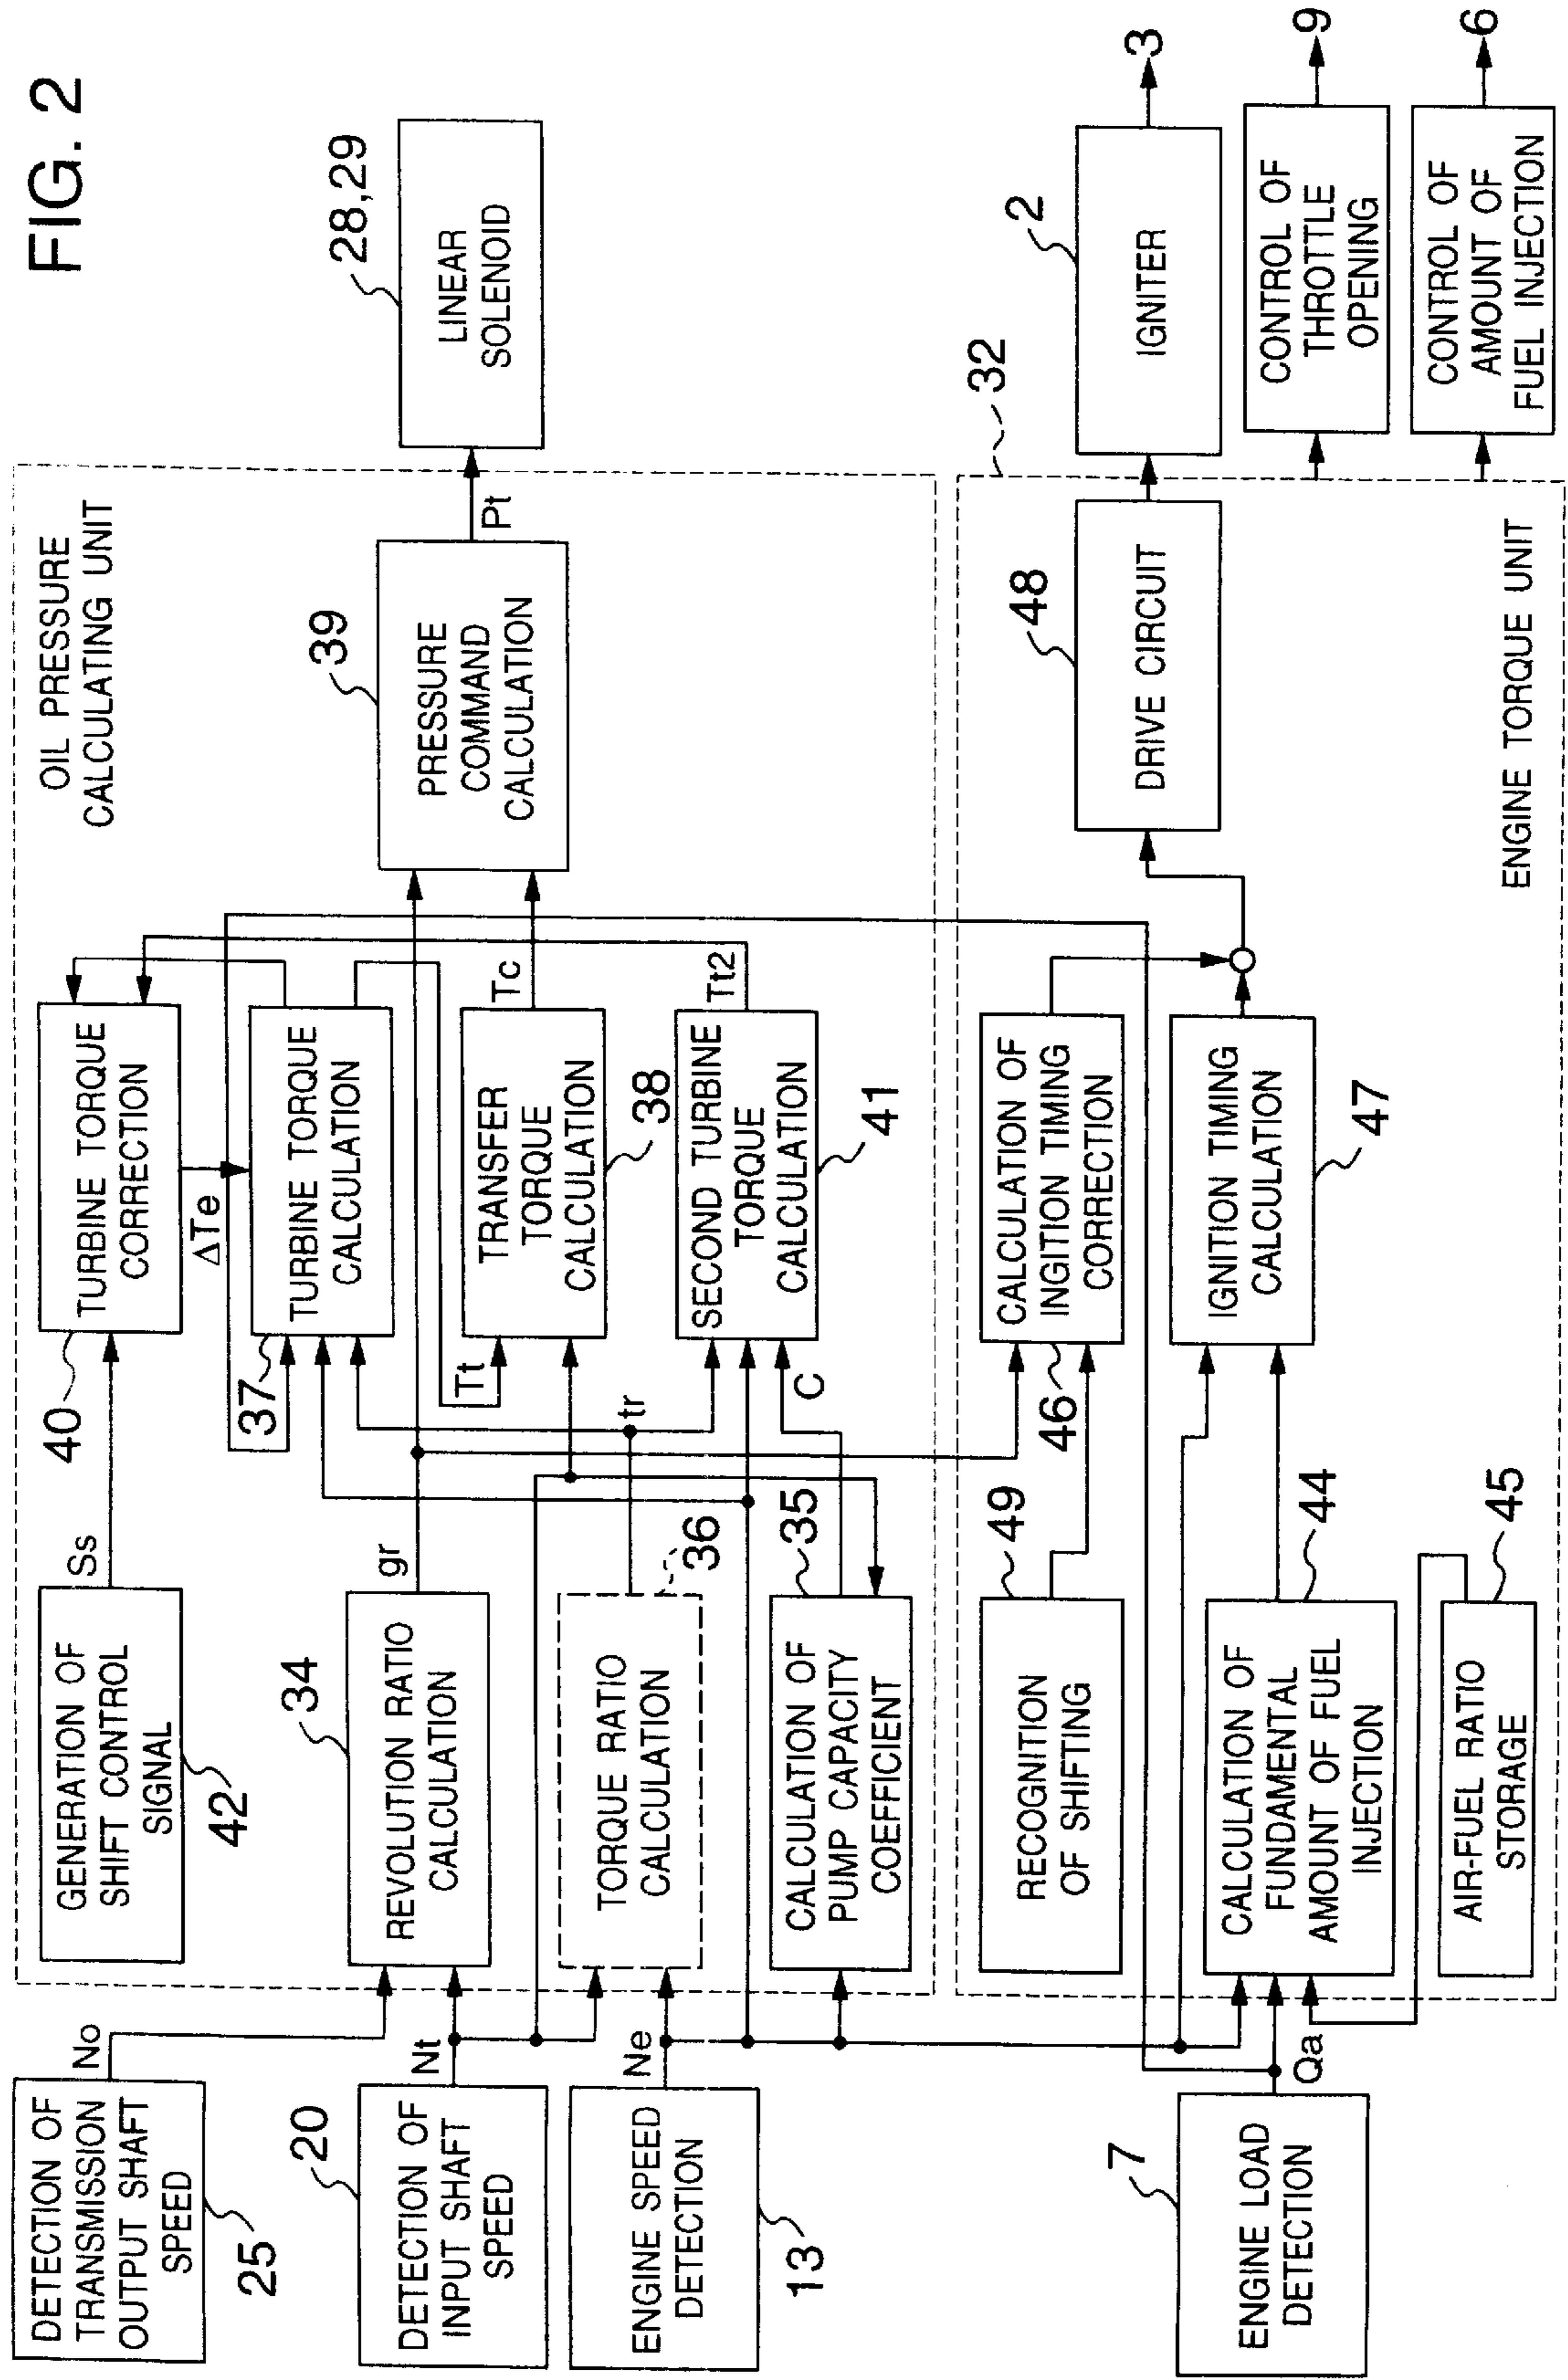 FIG. 2
OIL PRESSURE
CALCULATING UNIT
DETECTION OF
TRANSMISSION
OUTPUT SHAFT
SPEED
25
No
DETECTION OF
INPUT SHAFT
SPEED
20
Nt
ENGINE SPEED
DETECTION
13
Ne
ENGINE LOAD
DETECTION
7
Qa
GENERATION OF
SHIFT CONTROL
SIGNAL
42
Ss
REVOLUTION RATIO
CALCULATION
34
gr
TORQUE RATIO
CALCULATION
36
tr
CALCULATION OF
PUMP CAPACITY
COEFFICIENT
35
C
TURBINE TORQUE
CORRECTION
40
ΔTe
TURBINE TORQUE
CALCULATION
37
Tt
TRANSFER
TORQUE
CALCULATION
38
Tc
SECOND TURBINE
TORQUE
CALCULATION
41
Tt2
PRESSURE
COMMAND
CALCULATION
39
Pt
LINEAR
SOLENOID
28,29
RECOGNITION
OF SHIFTING
49
CALCULATION OF
FUNDAMENTAL
AMOUNT OF FUEL
INJECTION
44
AIR-FUEL RATIO
STORAGE
45
CALCULATION OF
INGITION TIMING
CORRECTION
46
IGNITION TIMING
CALCULATION
47
DRIVE CIRCUIT
48
ENGINE TORQUE UNIT
32
IGNITER
2
3
CONTROL OF
THROTTLE
OPENING
9
CONTROL OF
AMOUNT OF
FUEL INJECTION
6